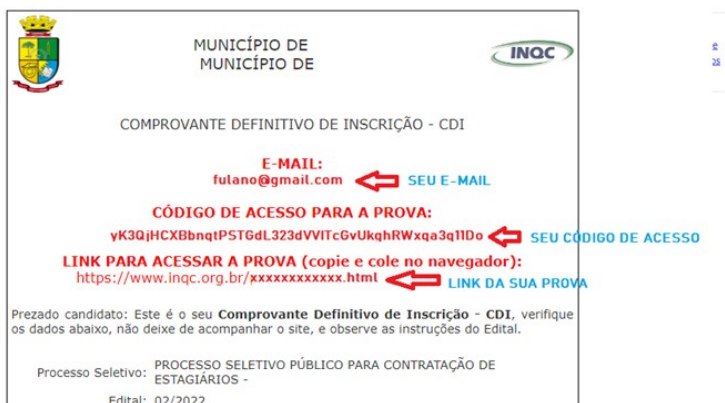 MUNICÍPIO DE
MUNICÍPIO DE
INQC
COMPROVANTE DEFINITIVO DE INSCRIÇÃO - CDI
E-MAIL:
fulano@gmail.com SEU E-MAIL
CÓDIGO DE ACESSO PARA A PROVA:
yK3QjHCXBbnqtPSTGdL323dVVITcGvUkqhRWxqa3q11Do SEU CÓDIGO DE ACESSO
LINK PARA ACESSAR A PROVA (copie e cole no navegador):
https://www.inqc.org.br/xxxxxxxxxxxx.html LINK DA SUA PROVA
Prezado candidato: Este é o seu Comprovante Definitivo de Inscrição - CDI, verifique
os dados abaixo, não deixe de acompanhar o site, e observe as instruções do Edital.
Processo Seletivo: PROCESSO SELETIVO PÚBLICO PARA CONTRATAÇÃO DE
ESTAGIÁRIOS -
Edital: 02/2022